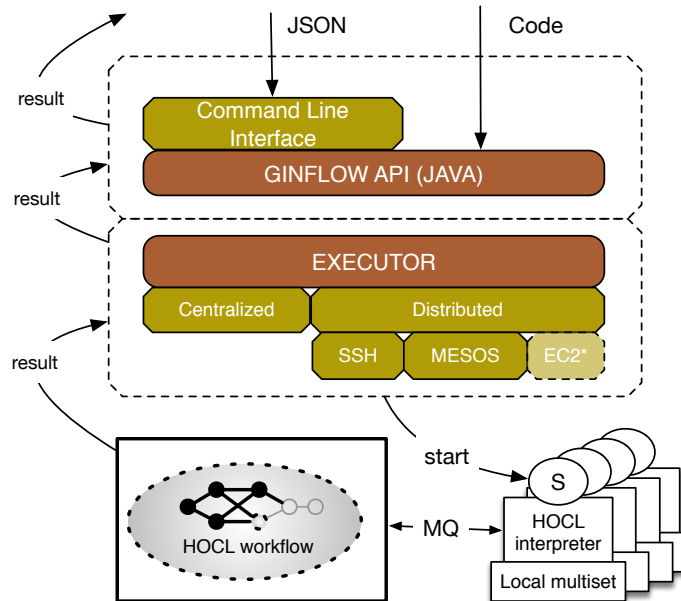 JSON
Code
result
Command Line
Interface
GINFLOW API (JAVA)
result
EXECUTOR
Centralized
Distributed
SSH
MESOS
EC2*
result
start
S
HOCL workflow
MQ
HOCL
interpreter
Local multiset